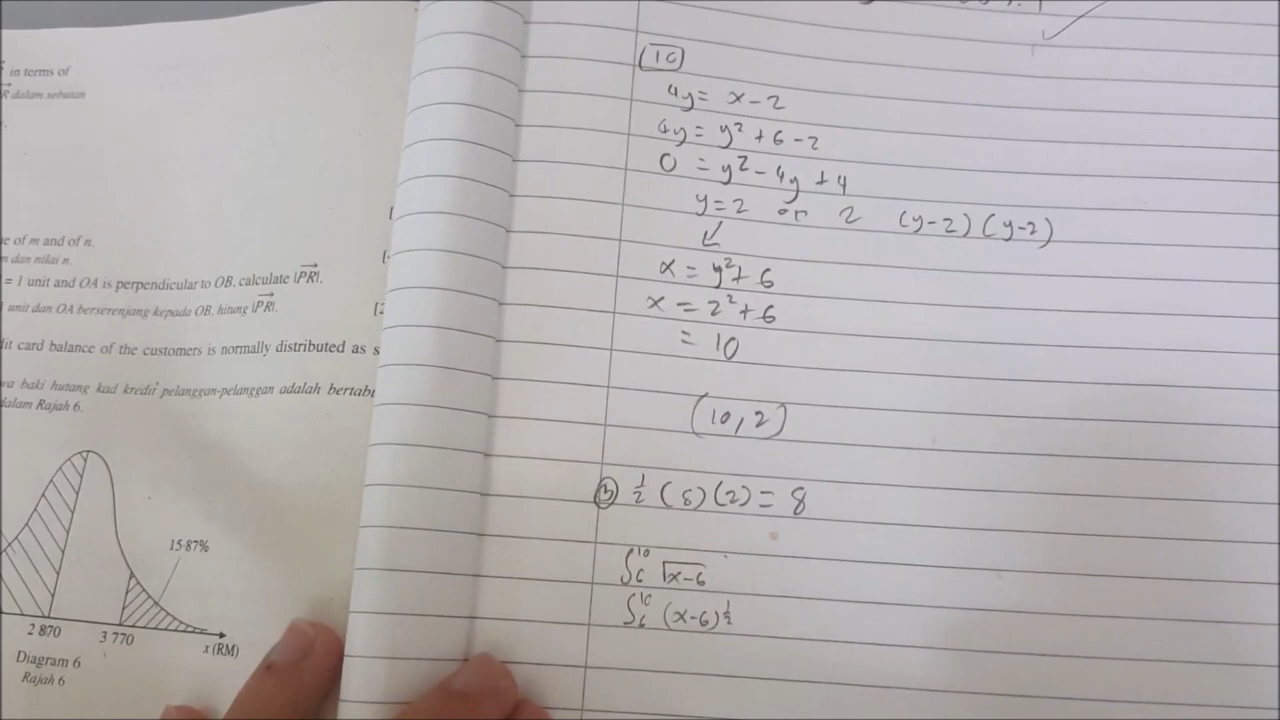 in terms of
R dalam sebutan
e of m and of n.
n dan nilai n.
= 1 unit and OA is perpendicular to OB, calculate |PR|.
unit dan OA berserenjang kepada OB, hitung |PR|.
[2
dit card balance of the customers is normally distributed as s
wa baki hutang kad kredit pelanggan-pelanggan adalah bertabu
dalam Rajah 6.
15·87%
2 870
3 770
x (RM)
Diagram 6
Rajah 6
10
4y = x - 2
4y = y² + 6 - 2
0 = y² - 4y + 4
y = 2 or 2 (y-2)(y-2)
x = y² + 6
x = 2² + 6
= 10
(10, 2)
b ½ (8)(2) = 8
∫₆¹⁰ √x-6
∫₆¹⁰ (x-6)½